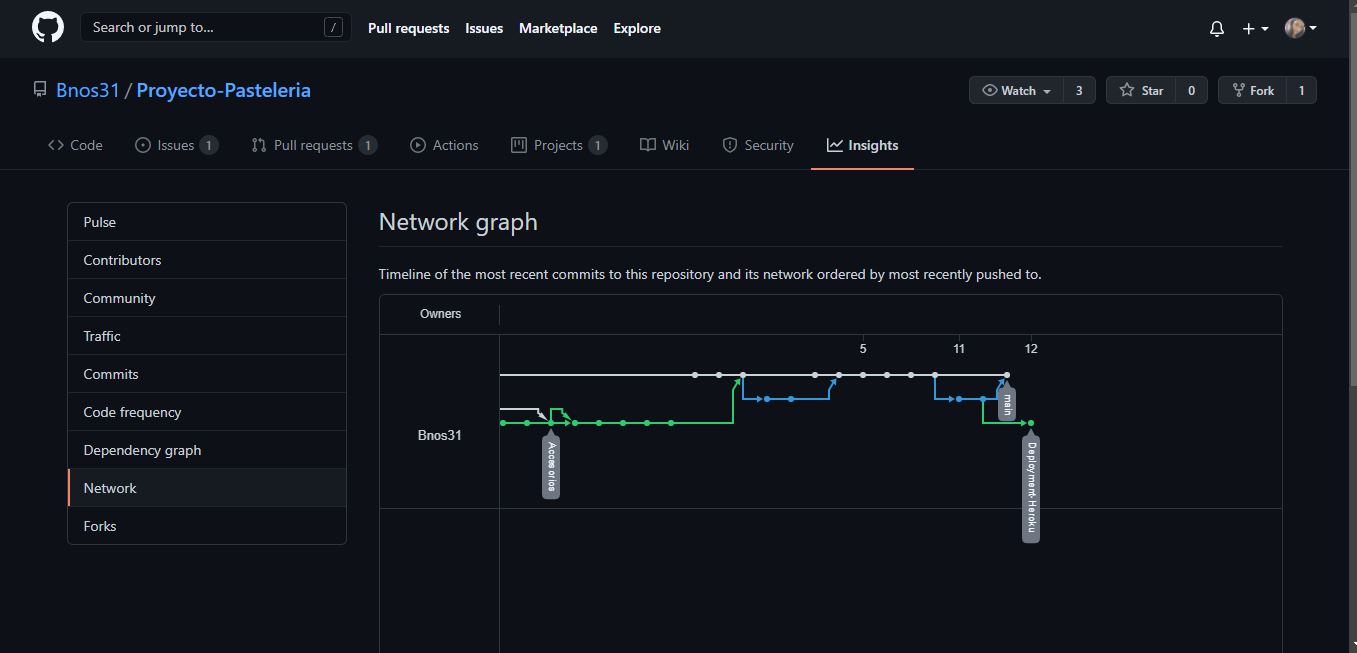 Search or jump to... /
Pull requests Issues Marketplace Explore
Bnos31 / Proyecto-Pasteleria
Watch 3 Star 0 Fork 1
Code Issues 1 Pull requests 1 Actions Projects 1 Wiki Security Insights
Pulse
Contributors
Community
Traffic
Commits
Code frequency
Dependency graph
Network
Forks
Network graph
Timeline of the most recent commits to this repository and its network ordered by most recently pushed to.
Owners
5 11 12
Bnos31
main
Accesorios
Deployment-Heroku